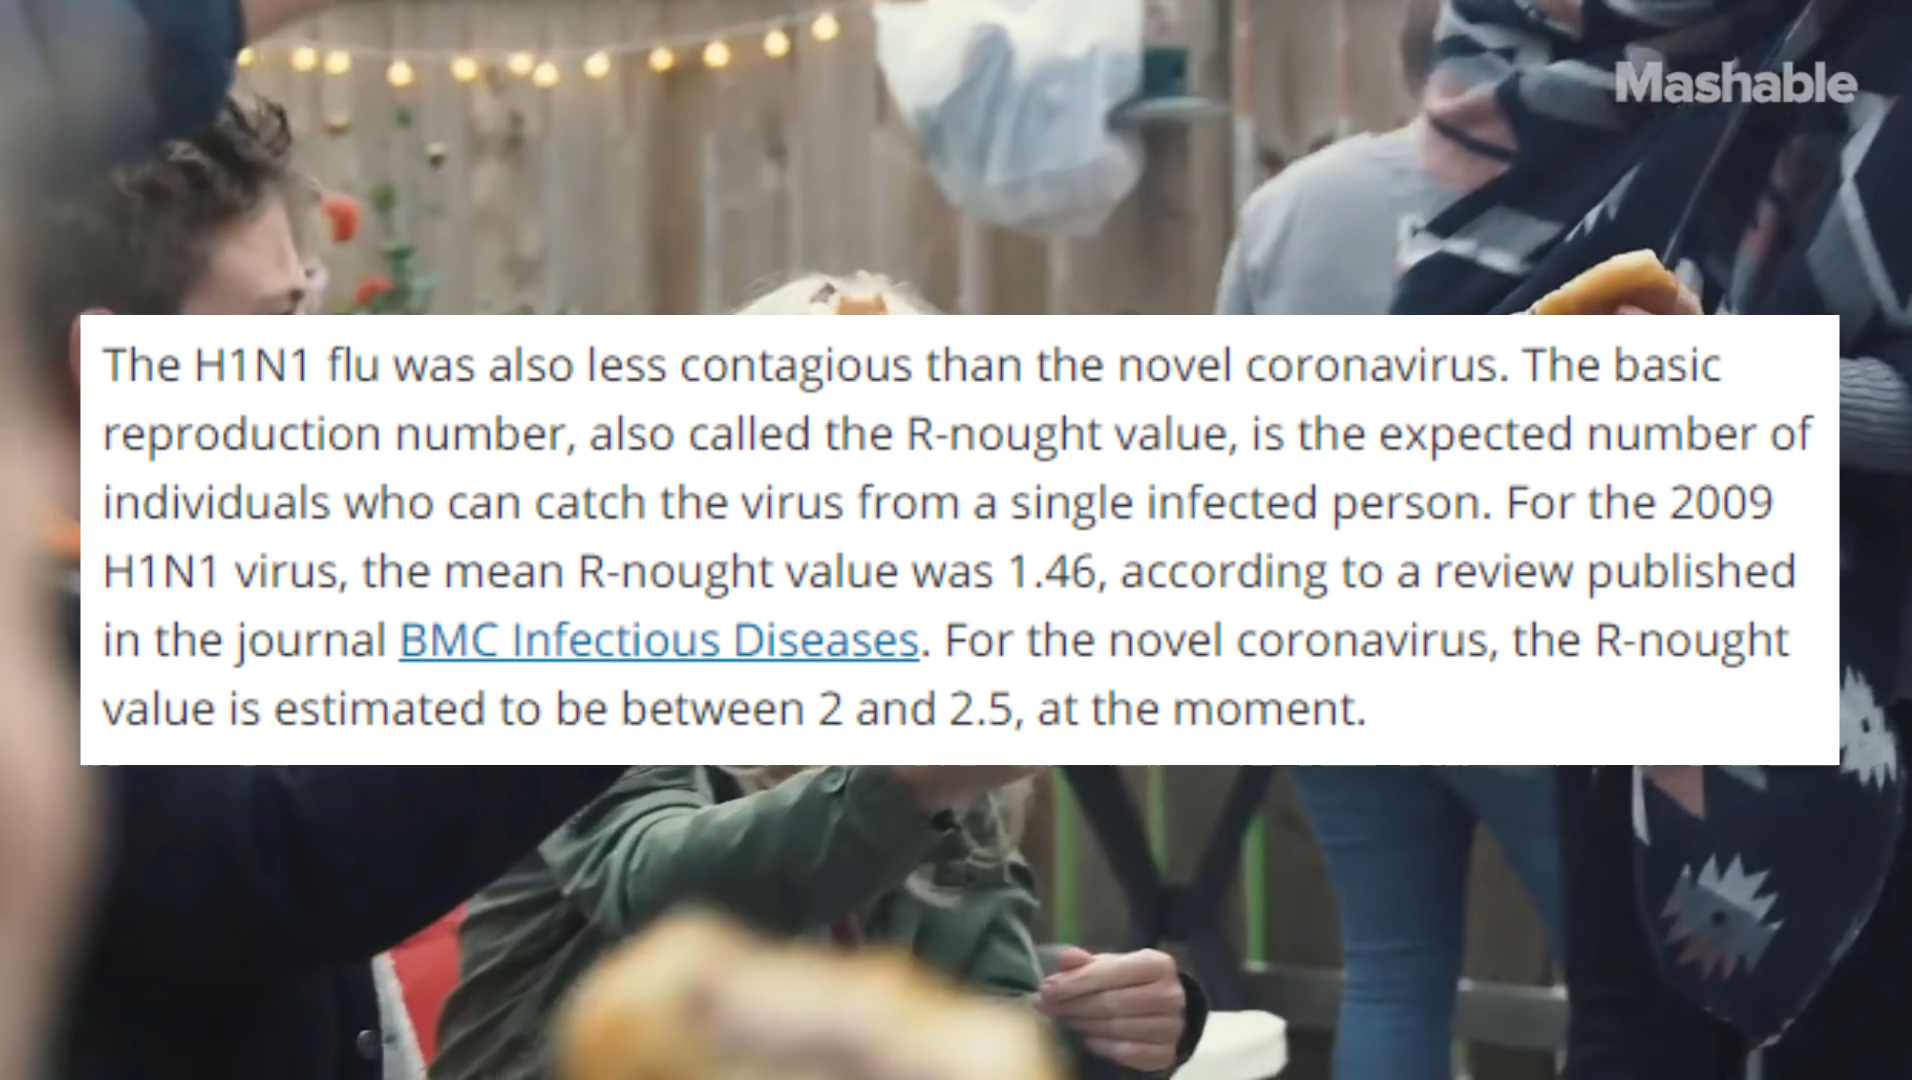 Mashable
The H1N1 flu was also less contagious than the novel coronavirus. The basic
reproduction number, also called the R-nought value, is the expected number of
individuals who can catch the virus from a single infected person. For the 2009
H1N1 virus, the mean R-nought value was 1.46, according to a review published
in the journal BMC Infectious Diseases. For the novel coronavirus, the R-nought
value is estimated to be between 2 and 2.5, at the moment.